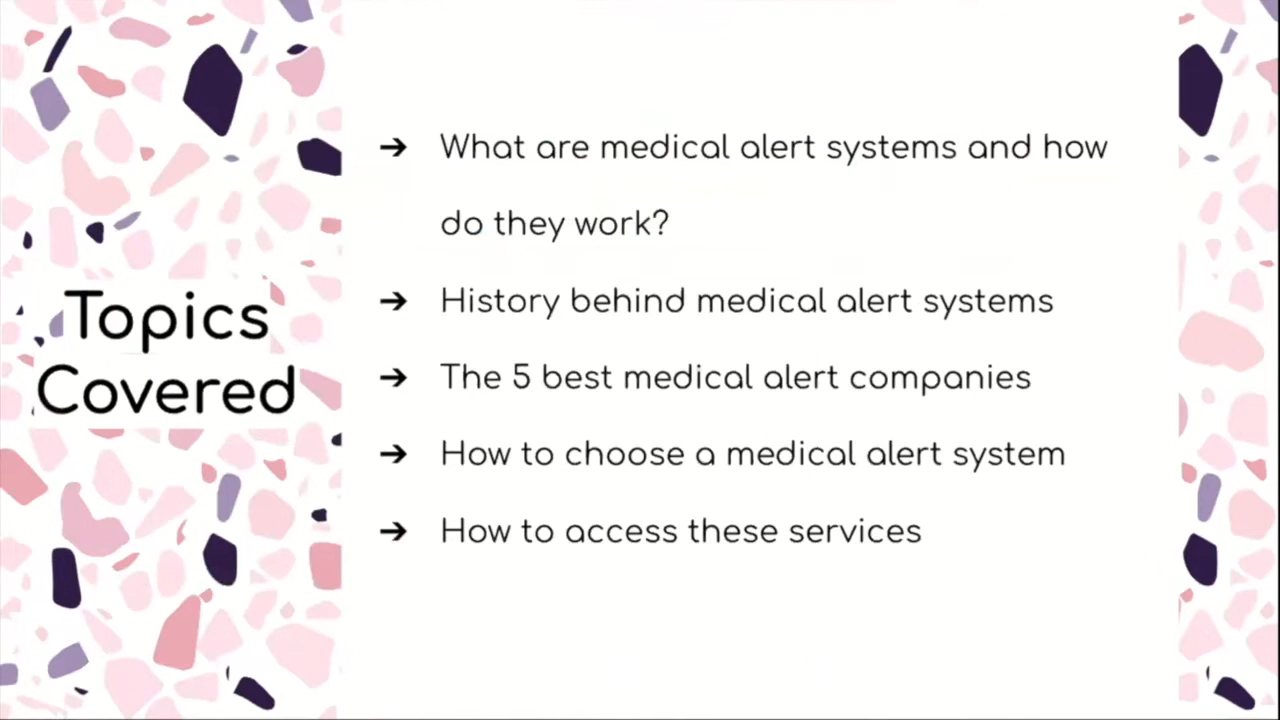 Topics
Covered
➔ What are medical alert systems and how
do they work?
➔ History behind medical alert systems
➔ The 5 best medical alert companies
➔ How to choose a medical alert system
➔ How to access these services